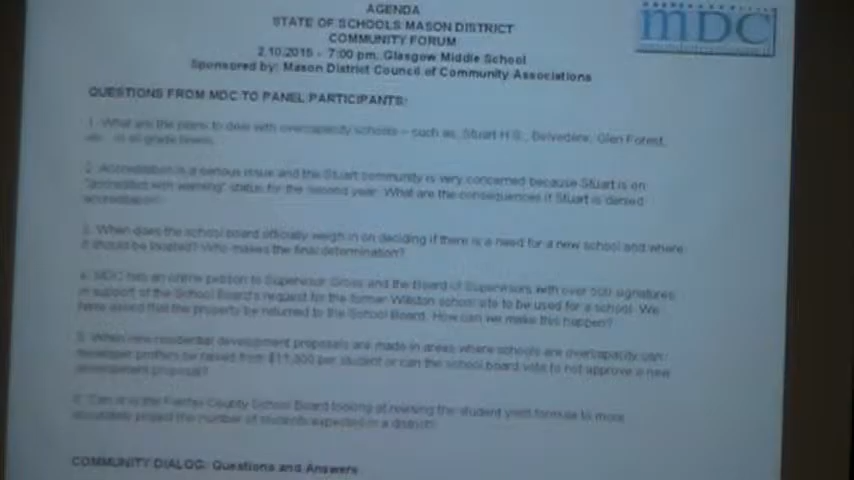 AGENDA
STATE OF SCHOOLS MASON DISTRICT
COMMUNITY FORUM
2.10.2015 - 7:00 pm, Glasgow Middle School
Sponsored by: Mason District Council of Community Associations
mDC
QUESTIONS FROM MDC TO PANEL PARTICIPANTS:
1. What are the plans to deal with overcapacity schools – such as, Stuart H.S., Belvedere, Glen Forest,
etc. in all grade levels.
2. Accreditation is a serious issue and the Stuart community is very concerned because Stuart is on
"accredited with warning" status for the second year. What are the consequences if Stuart is denied
accreditation.
3. When does the school board officially weigh in on deciding if there is a need for a new school and where
it should be located? Who makes the final determination?
4. MDC has an online petition to Supervisor Gross and the Board of Supervisors with over 500 signatures
in support of the School Board's request for the former Willston school site to be used for a school. We
have asked that the property be returned to the School Board. How can we make this happen?
5. When new residential development proposals are made in areas where schools are overcapacity can
developer proffers be raised from per student or can the school board vote to not approve a new
development proposal?
6. Can or is the Fairfax County School Board looking at revising the student yield formula to more
accurately project the number of students expected in a district.
COMMUNITY DIALOG: Questions and Answers